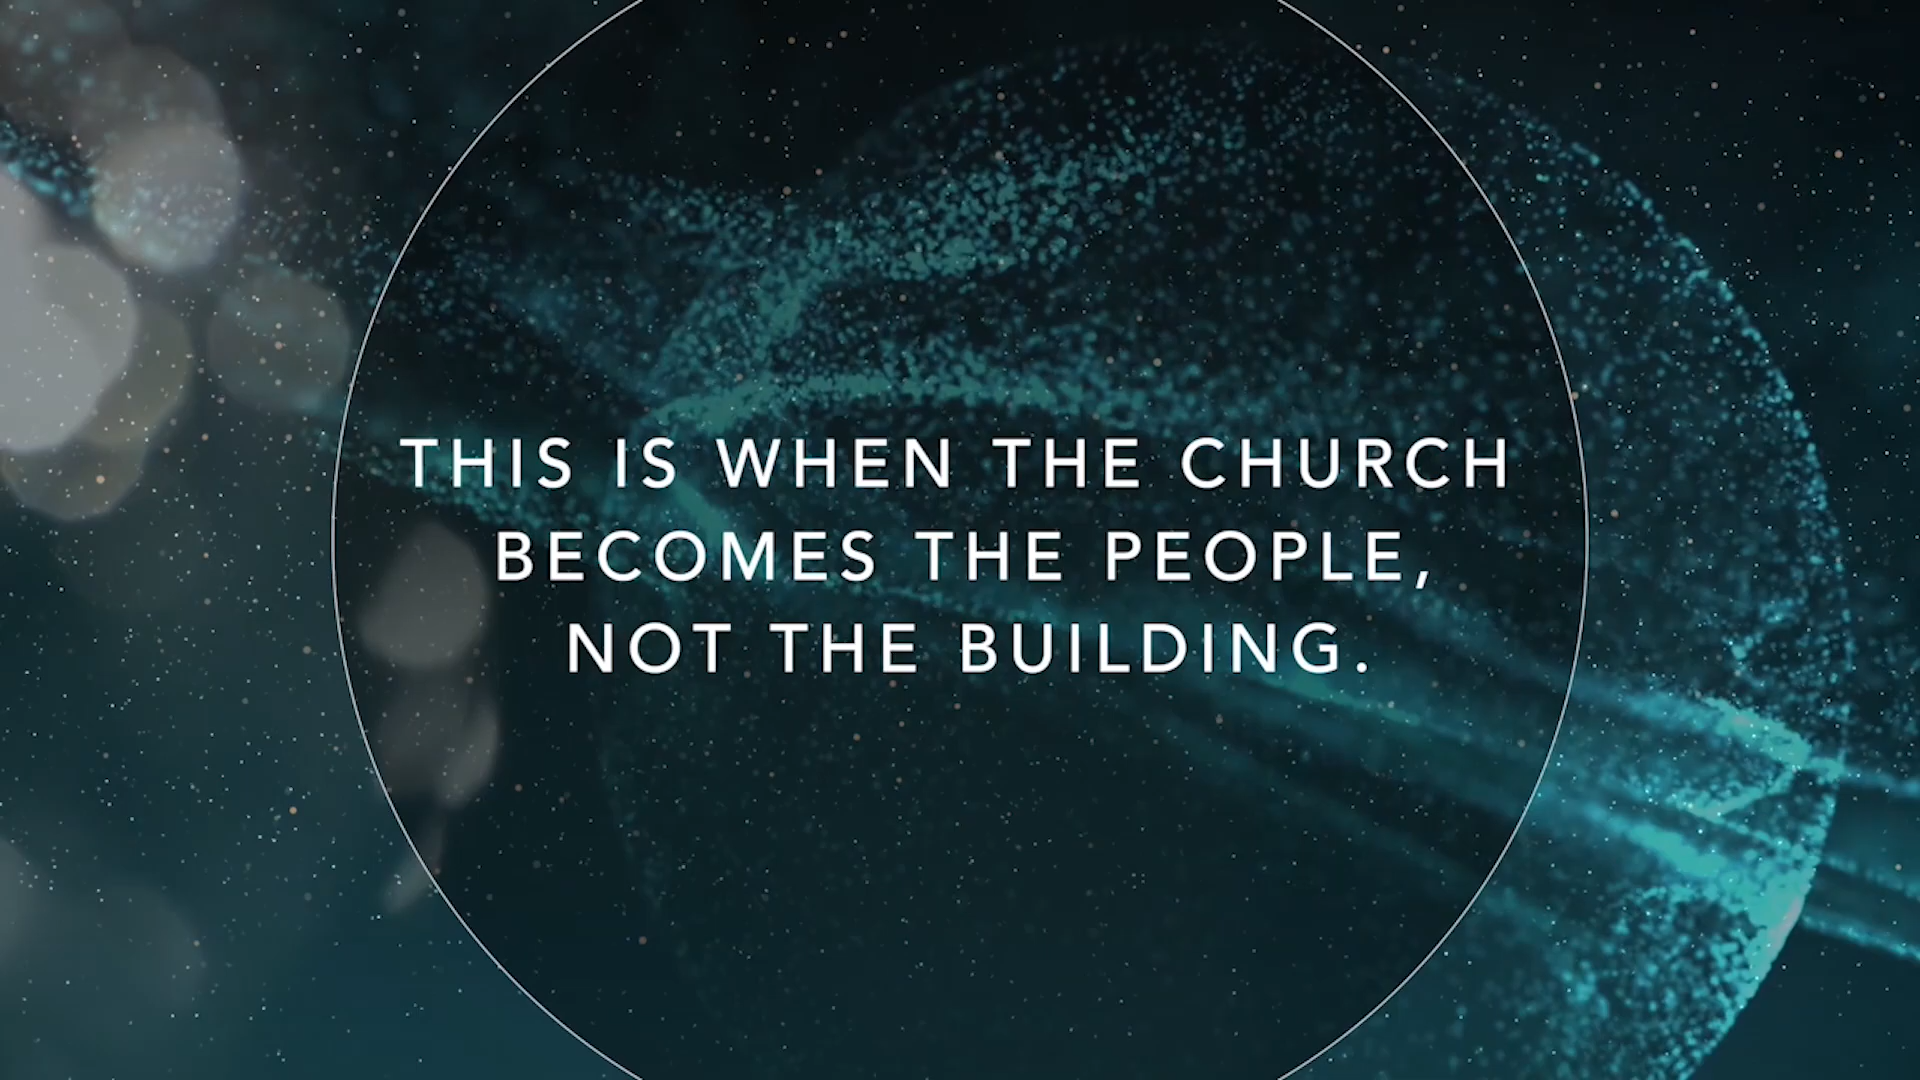 THIS IS WHEN THE CHURCH
BECOMES THE PEOPLE,
NOT THE BUILDING.